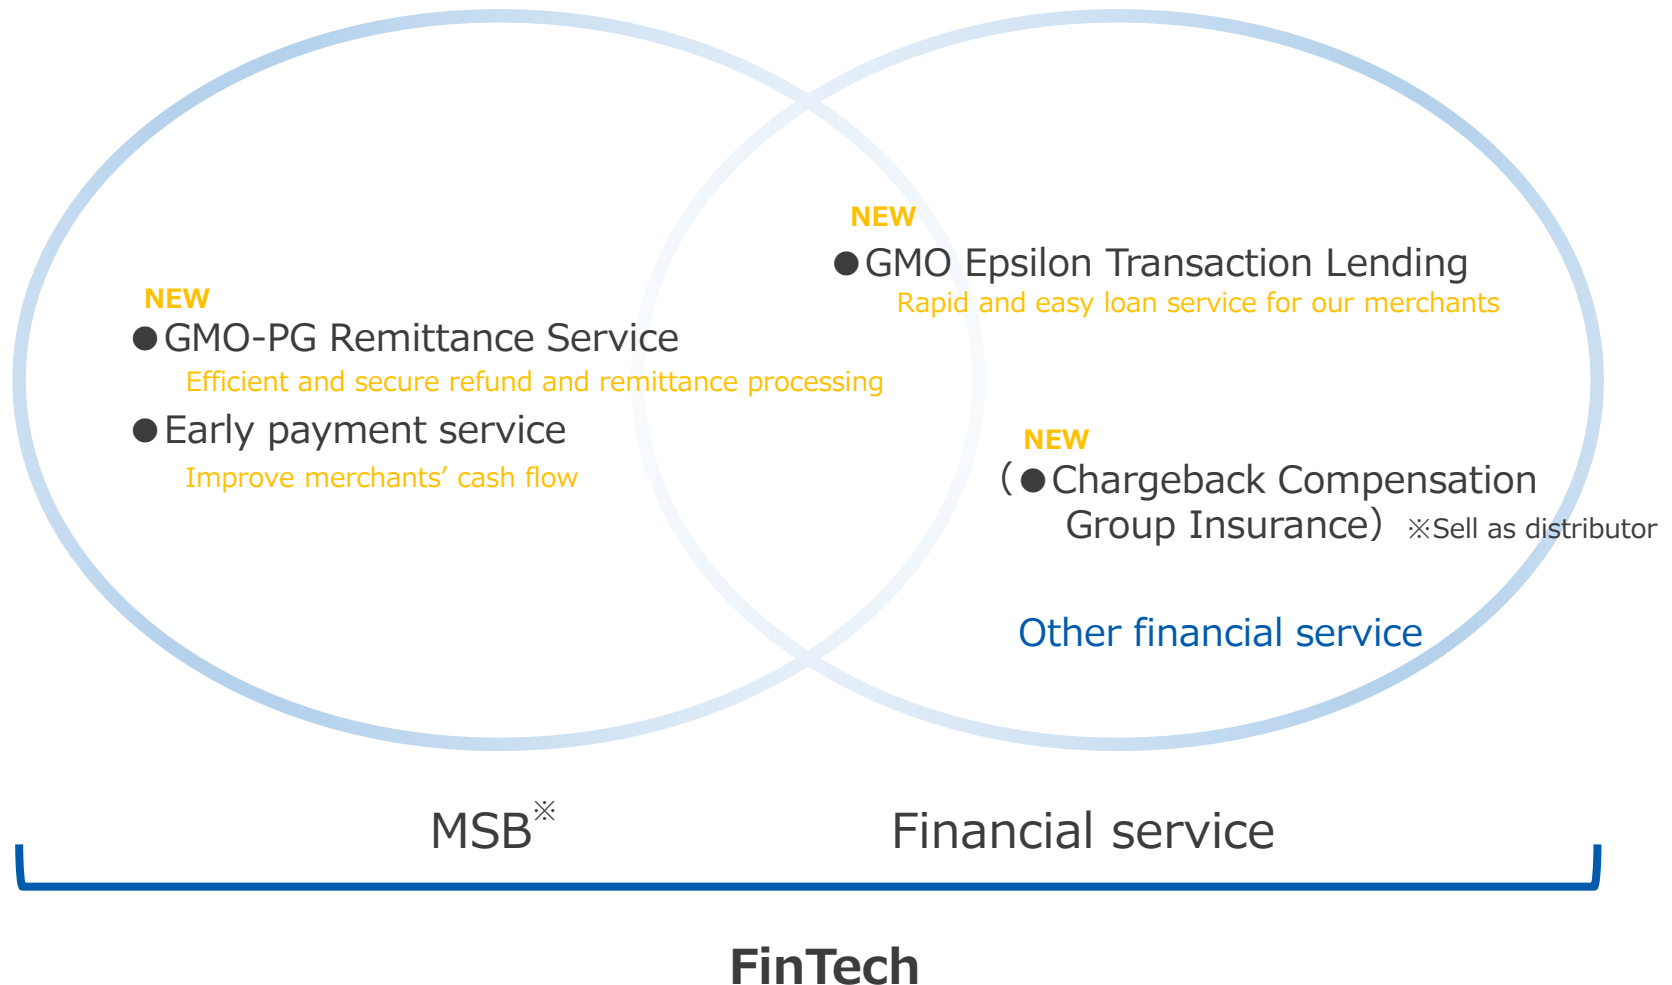 NEW
●GMO-PG Remittance Service
Efficient and secure refund and remittance processing
●Early payment service
Improve merchants’ cash flow
NEW
●GMO Epsilon Transaction Lending
Rapid and easy loan service for our merchants
NEW
（●Chargeback Compensation
Group Insurance）※Sell as distributor
Other financial service
MSB※
Financial service
FinTech